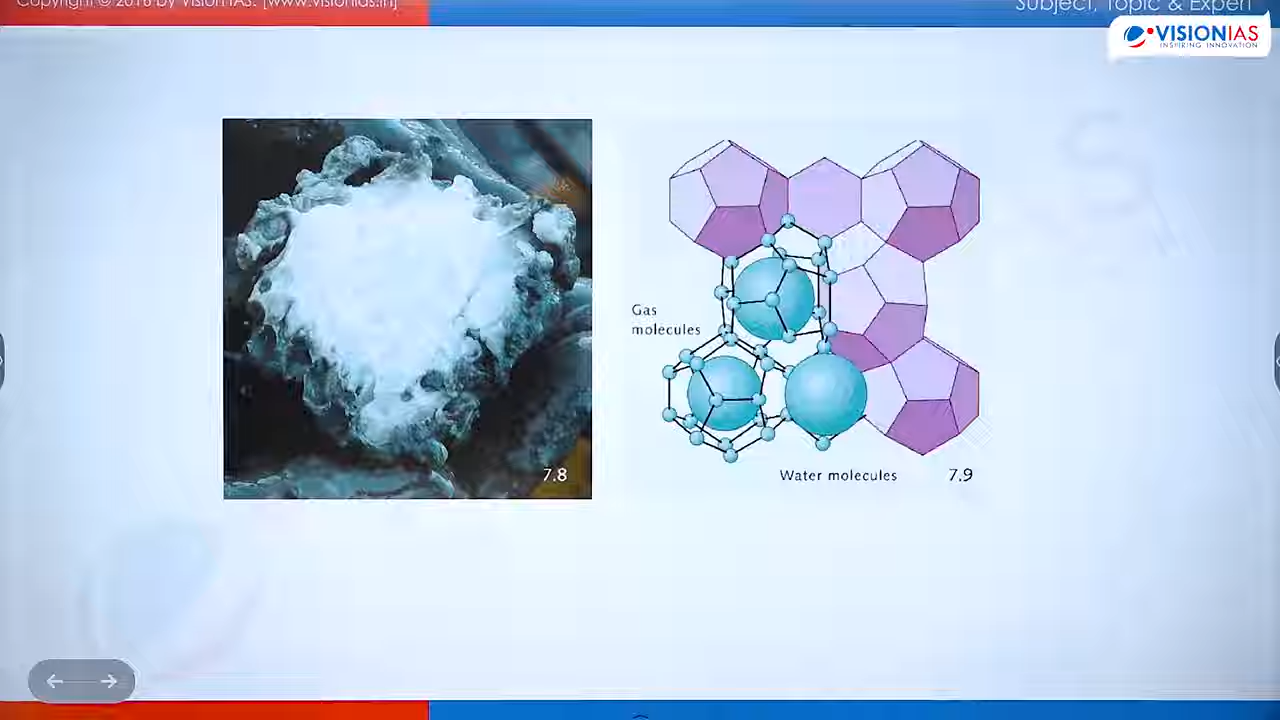 Copyright © 2018 by VisionIAS. [www.visionias.in]
Subject, Topic & Expert
VISIONIAS
INSPIRING INNOVATION
Gas
molecules
7.8
Water molecules
7.9